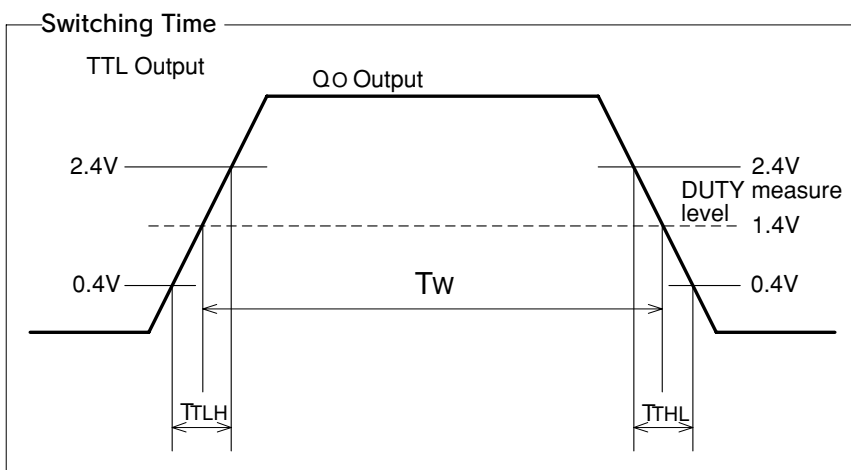 Switching Time
TTL Output
QO Output
2.4V
2.4V
DUTY measure
level
1.4V
0.4V
0.4V
TW
TTLH
TTHL